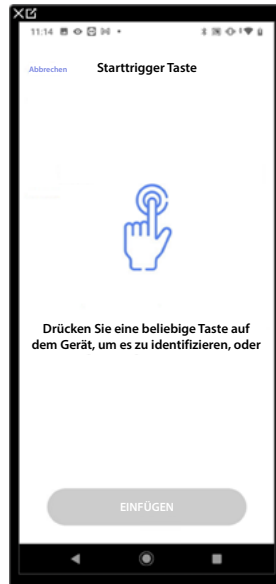 11:14
Abbrechen Starttrigger Taste
Drücken Sie eine beliebige Taste auf
dem Gerät, um es zu identifizieren, oder
EINFÜGEN